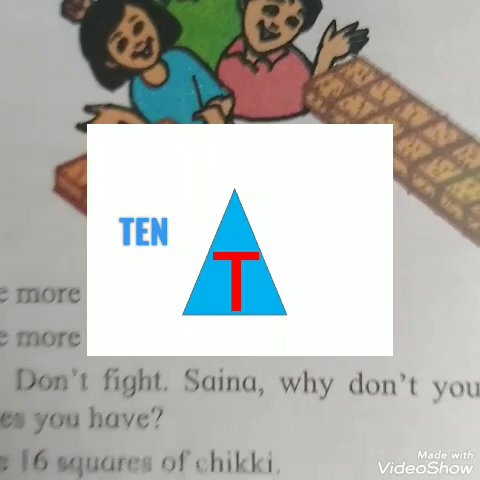 TEN
T
e more
e more
Don't fight. Saina, why don't you
es you have?
s 16 squares of chikki.
Made with
VideoShow